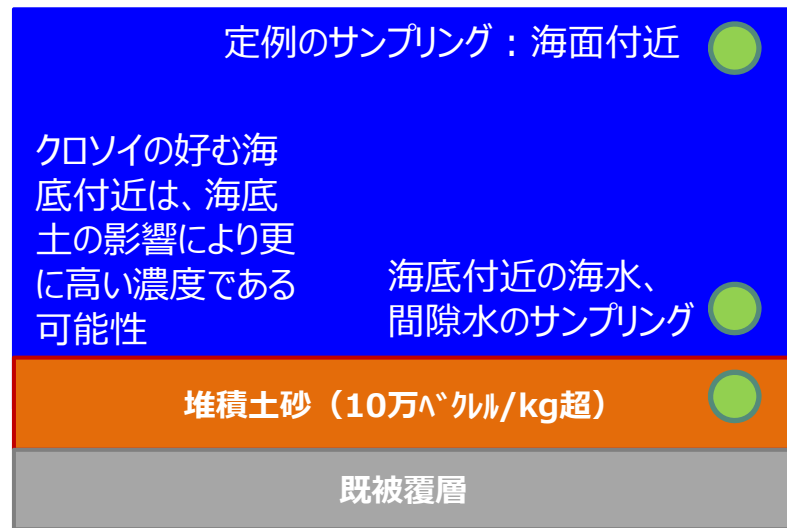 定例のサンプリング：海面付近
クロソイの好む海
底付近は、海底
土の影響により更
に高い濃度である
可能性
海底付近の海水、
間隙水のサンプリング
堆積土砂（10万ﾍﾞｸﾚﾙ/kg超）
既被覆層